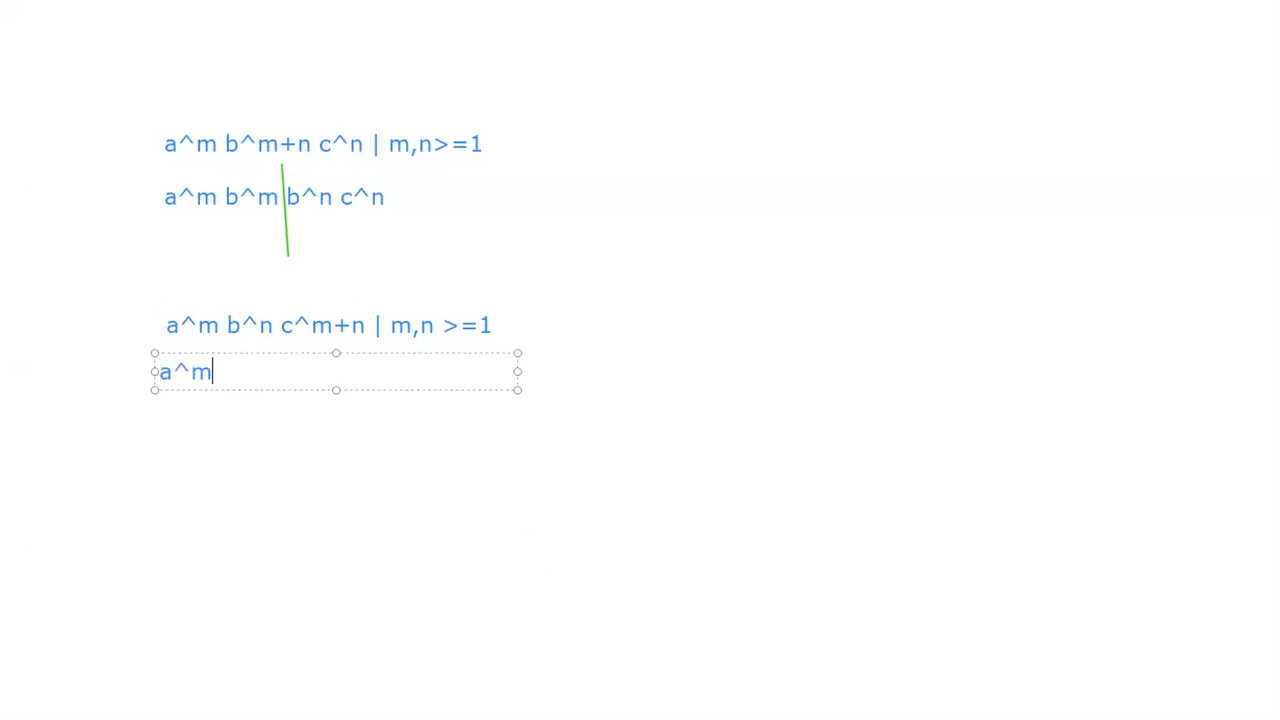 a^m b^m+n c^n | m,n>=1
a^m b^m b^n c^n
a^m b^n c^m+n | m,n >=1
a^m